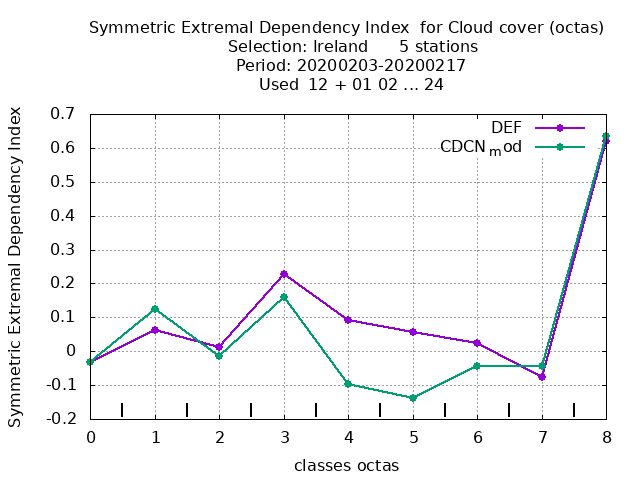 Symmetric Extremal Dependency Index for Cloud cover (octas)
Selection: Ireland 5 stations
Period: 20200203-20200217
Used 12 + 01 02 ... 24
Symmetric Extremal Dependency Index
0.7
0.6
0.5
0.4
0.3
0.2
0.1
0
-0.1
-0.2
DEF
CDCNmod
0 1 2 3 4 5 6 7 8
classes octas